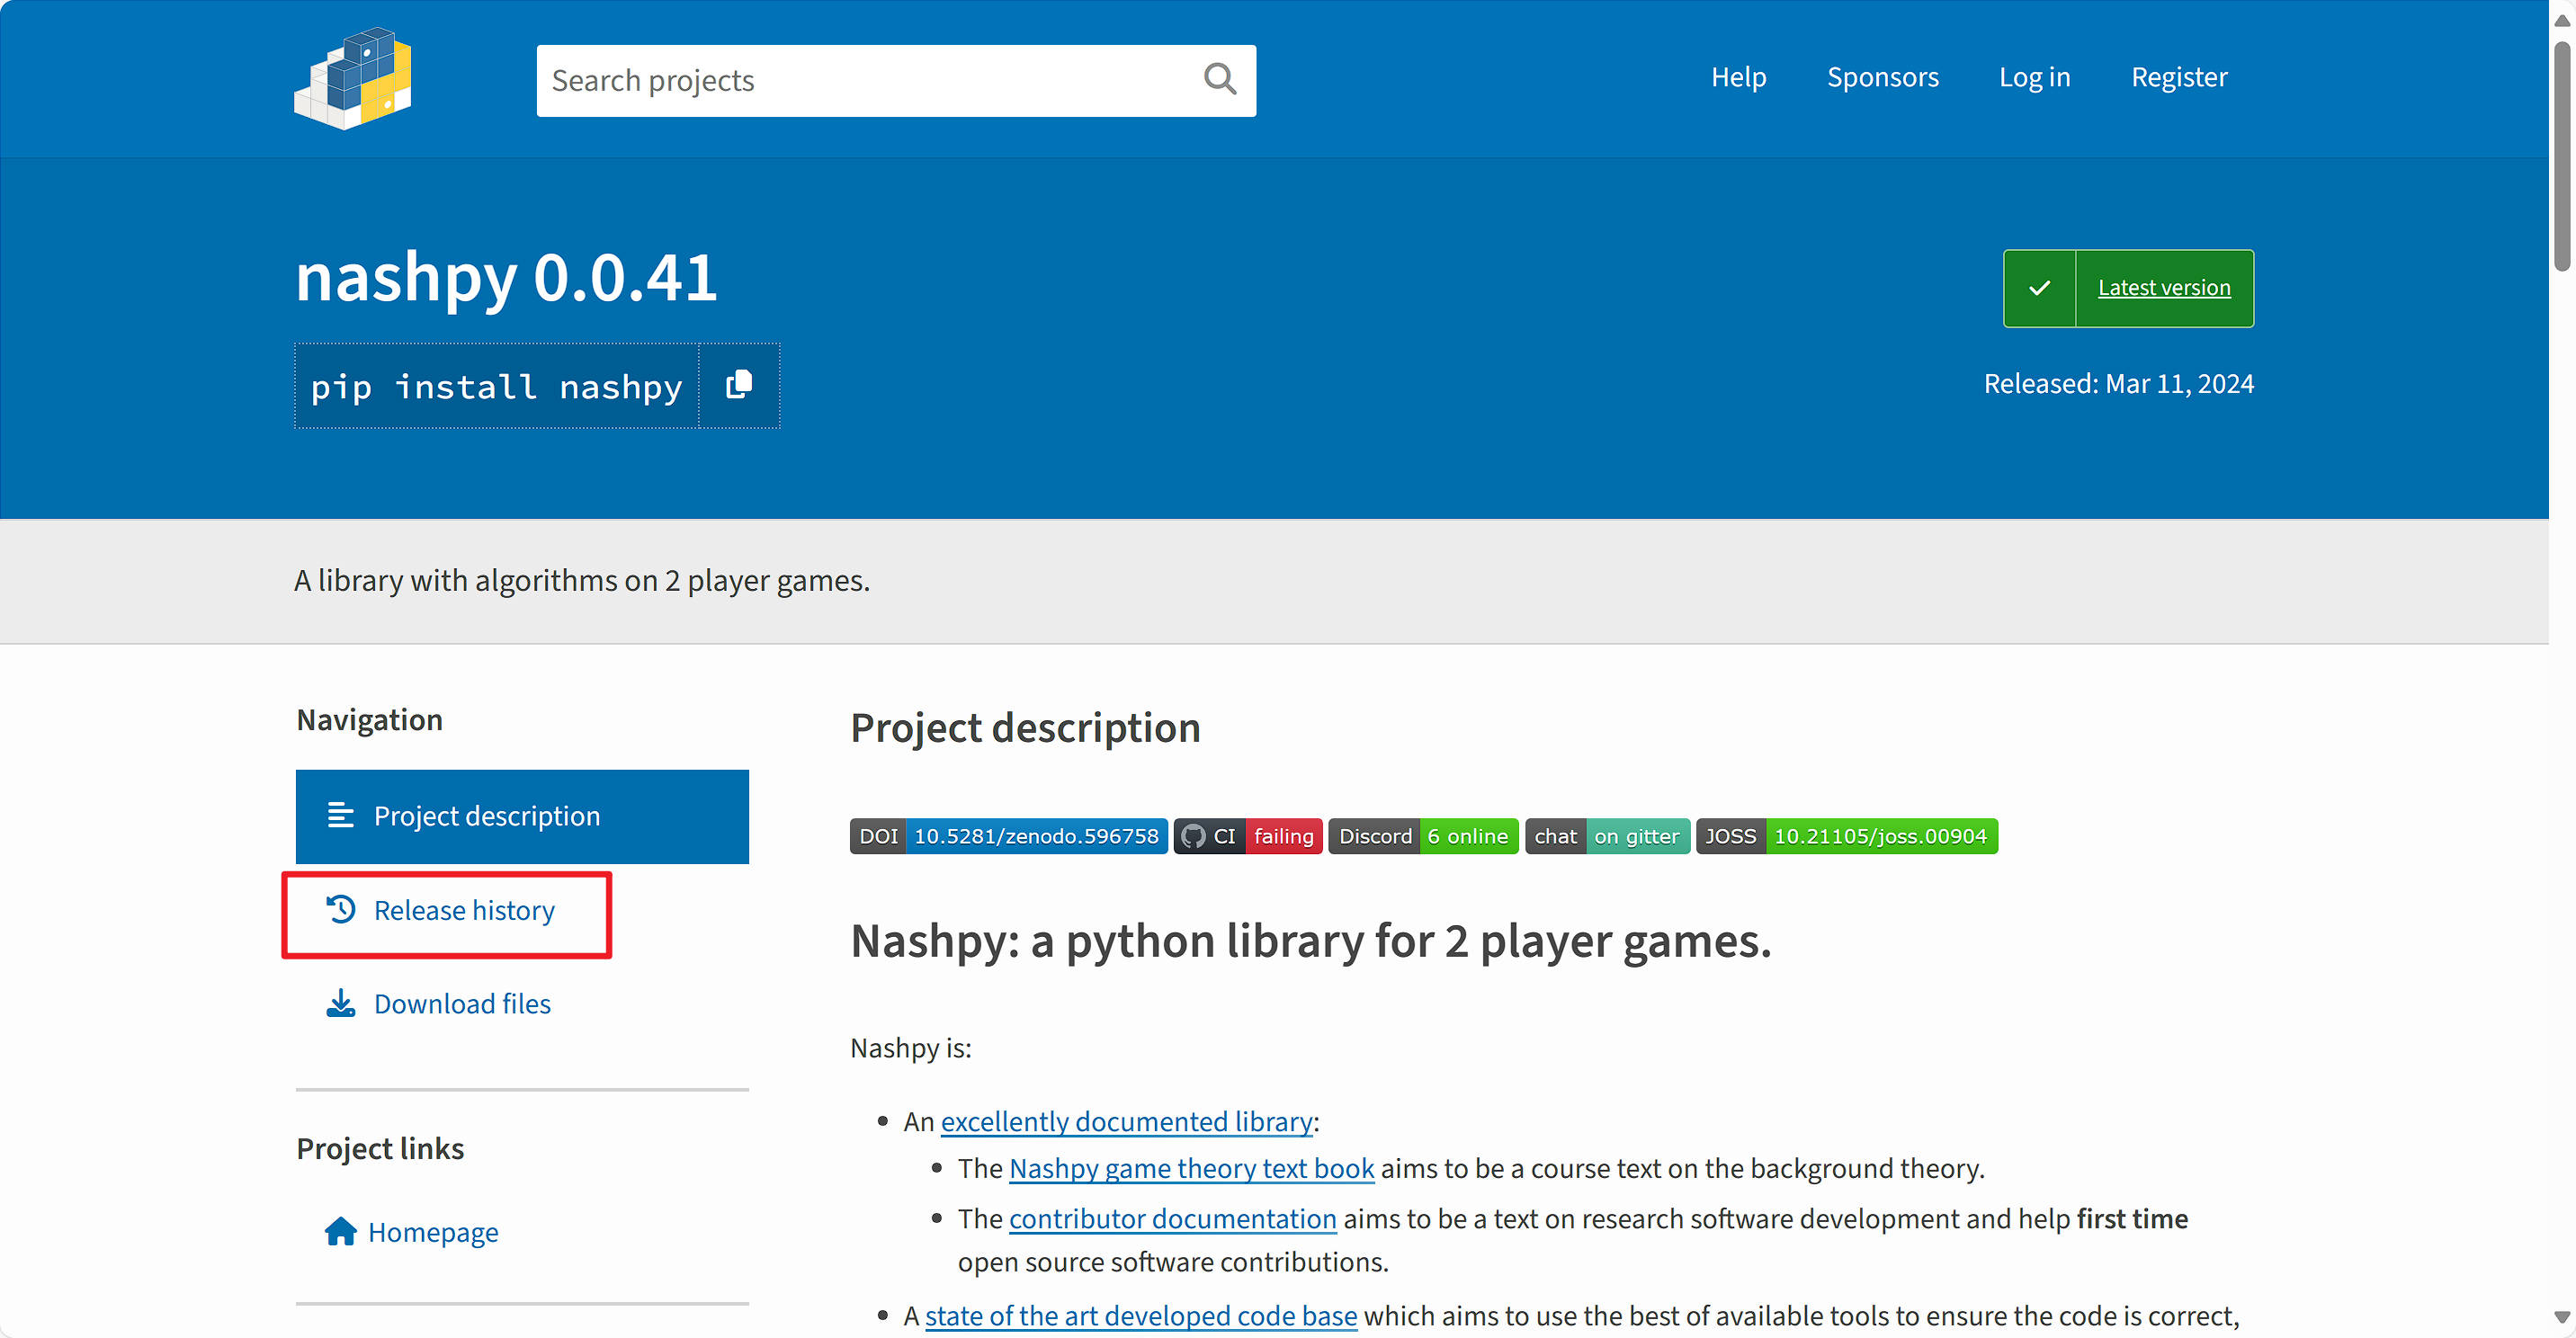 Search projects
Help
Sponsors
Log in
Register
nashpy 0.0.41
pip install nashpy
Latest version
Released: Mar 11, 2024
A library with algorithms on 2 player games.
Navigation
Project description
Release history
Download files
Project links
Homepage
Project description
DOI 10.5281/zenodo.596758 CI failing Discord 6 online chat on gitter JOSS 10.21105/joss.00904
Nashpy: a python library for 2 player games.
Nashpy is:
An excellently documented library:
The Nashpy game theory text book aims to be a course text on the background theory.
The contributor documentation aims to be a text on research software development and help first time
open source software contributions.
A state of the art developed code base which aims to use the best of available tools to ensure the code is correct,